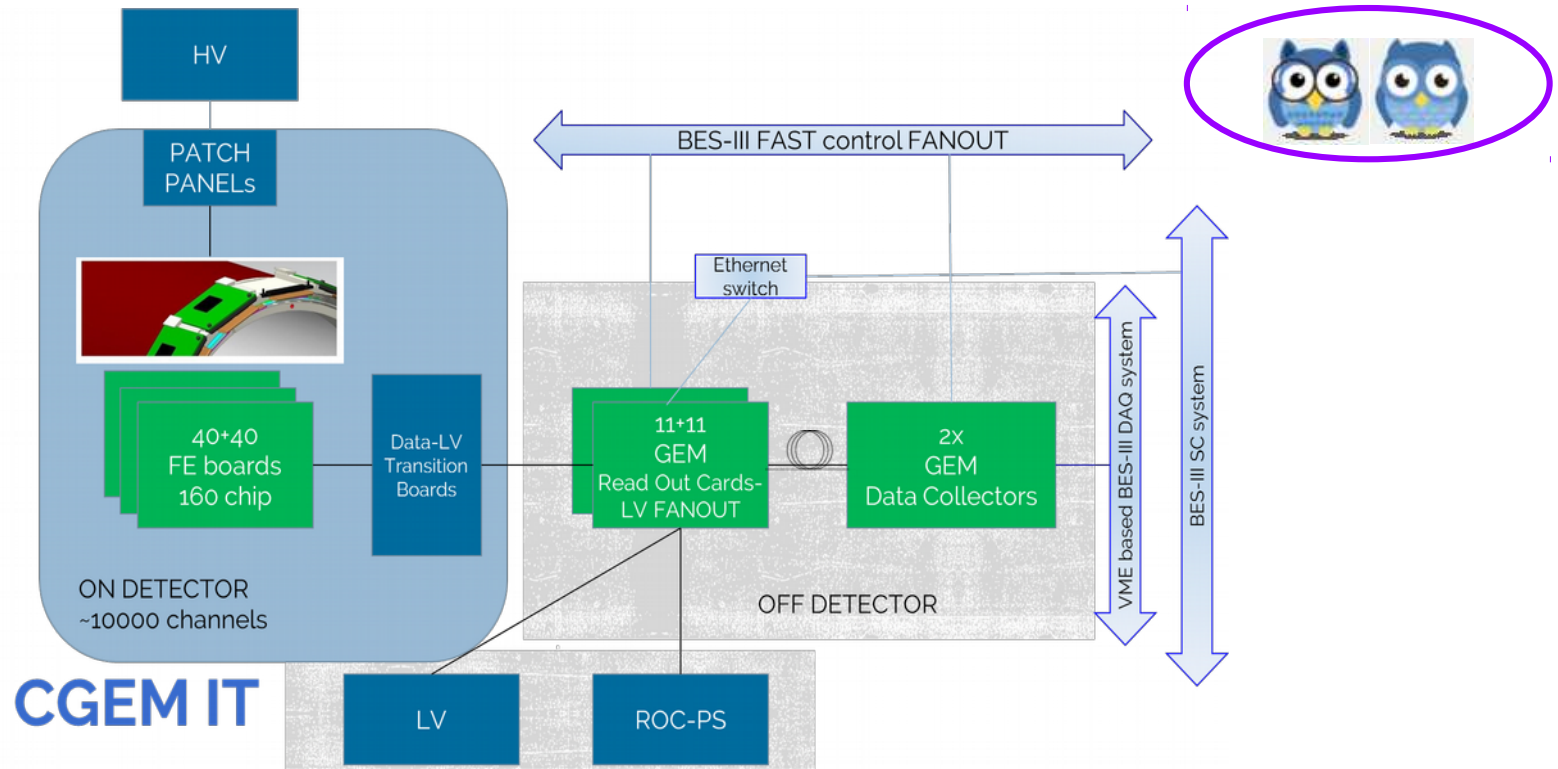 HV
PATCH
PANELs
BES-III FAST control FANOUT
Ethernet
switch
40+40
FE boards
160 chip
Data-LV
Transition
Boards
11+11
GEM
Read Out Cards-
LV FANOUT
2x
GEM
Data Collectors
VME based BES-III DAQ system
BES-III SC system
ON DETECTOR
~10000 channels
OFF DETECTOR
CGEM IT
LV
ROC-PS